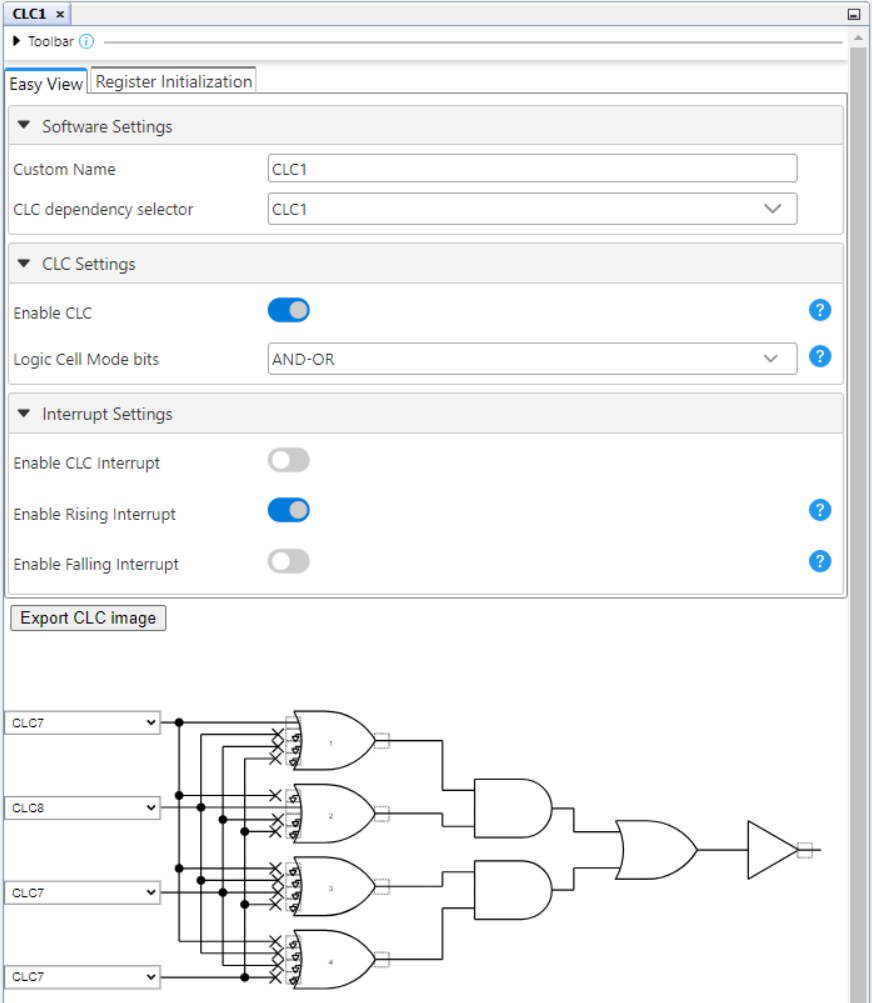 CLC1 ×
Toolbar i
Easy View Register Initialization
Software Settings
Custom Name CLC1
CLC dependency selector CLC1
CLC Settings
Enable CLC ?
Logic Cell Mode bits AND-OR ?
Interrupt Settings
Enable CLC Interrupt
Enable Rising Interrupt ?
Enable Falling Interrupt ?
Export CLC image
CLC7
1
CLC8
2
CLC7
3
4
CLC7